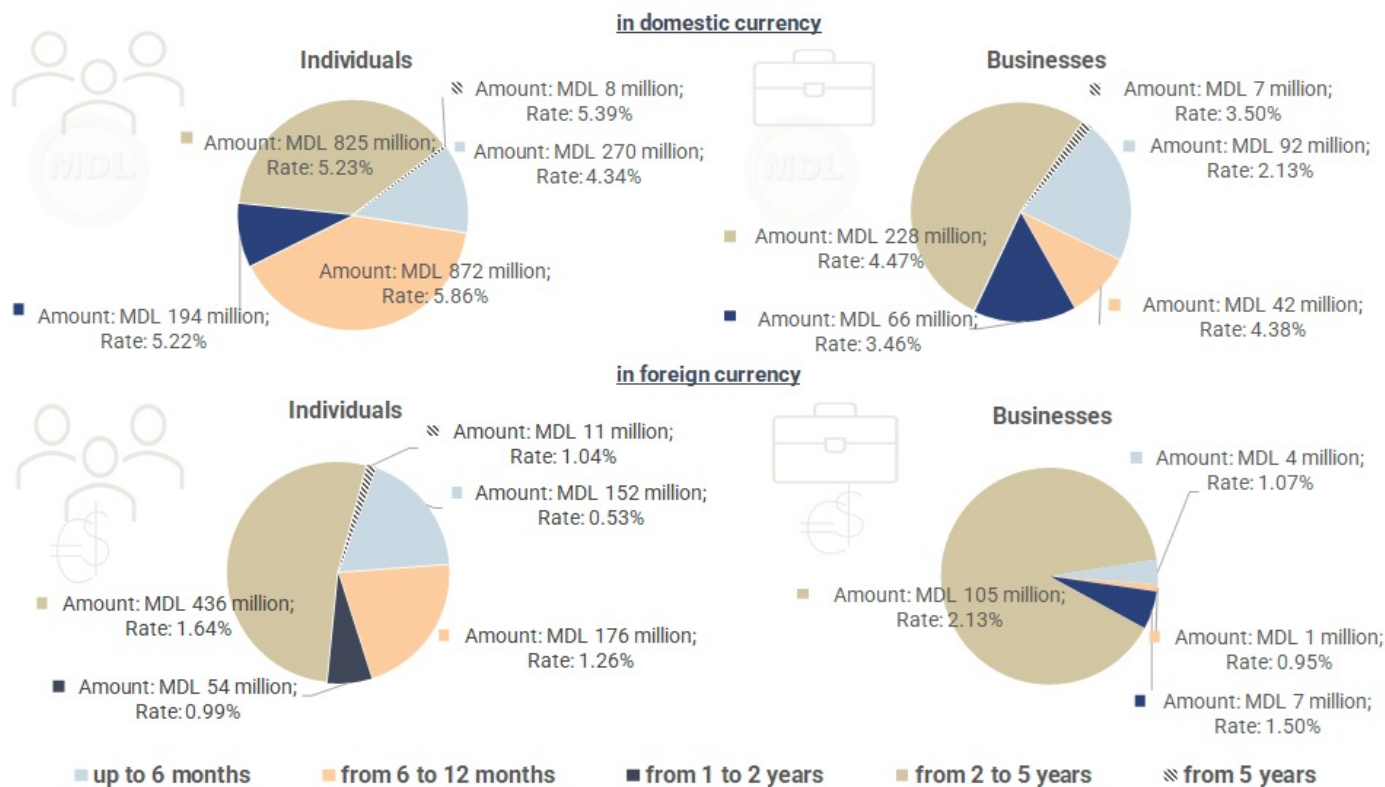 in domestic currency
Individuals
Amount: MDL 8 million;
Rate: 5.39%
Amount: MDL 825 million;
Rate: 5.23%
Amount: MDL 270 million;
Rate: 4.34%
MDL
Amount: MDL 872 million;
Rate: 5.86%
Amount: MDL 194 million;
Rate: 5.22%
Businesses
Amount: MDL 7 million;
Rate: 3.50%
Amount: MDL 92 million;
Rate: 2.13%
MDL
Amount: MDL 228 million;
Rate: 4.47%
Amount: MDL 66 million;
Rate: 3.46%
Amount: MDL 42 million;
Rate: 4.38%
in foreign currency
Individuals
Amount: MDL 11 million;
Rate: 1.04%
Amount: MDL 152 million;
Rate: 0.53%
€$
Amount: MDL 436 million;
Rate: 1.64%
Amount: MDL 176 million;
Rate: 1.26%
Amount: MDL 54 million;
Rate: 0.99%
Businesses
Amount: MDL 4 million;
Rate: 1.07%
€$
Amount: MDL 105 million;
Rate: 2.13%
Amount: MDL 1 million;
Rate: 0.95%
Amount: MDL 7 million;
Rate: 1.50%
up to 6 months
from 6 to 12 months
from 1 to 2 years
from 2 to 5 years
from 5 years